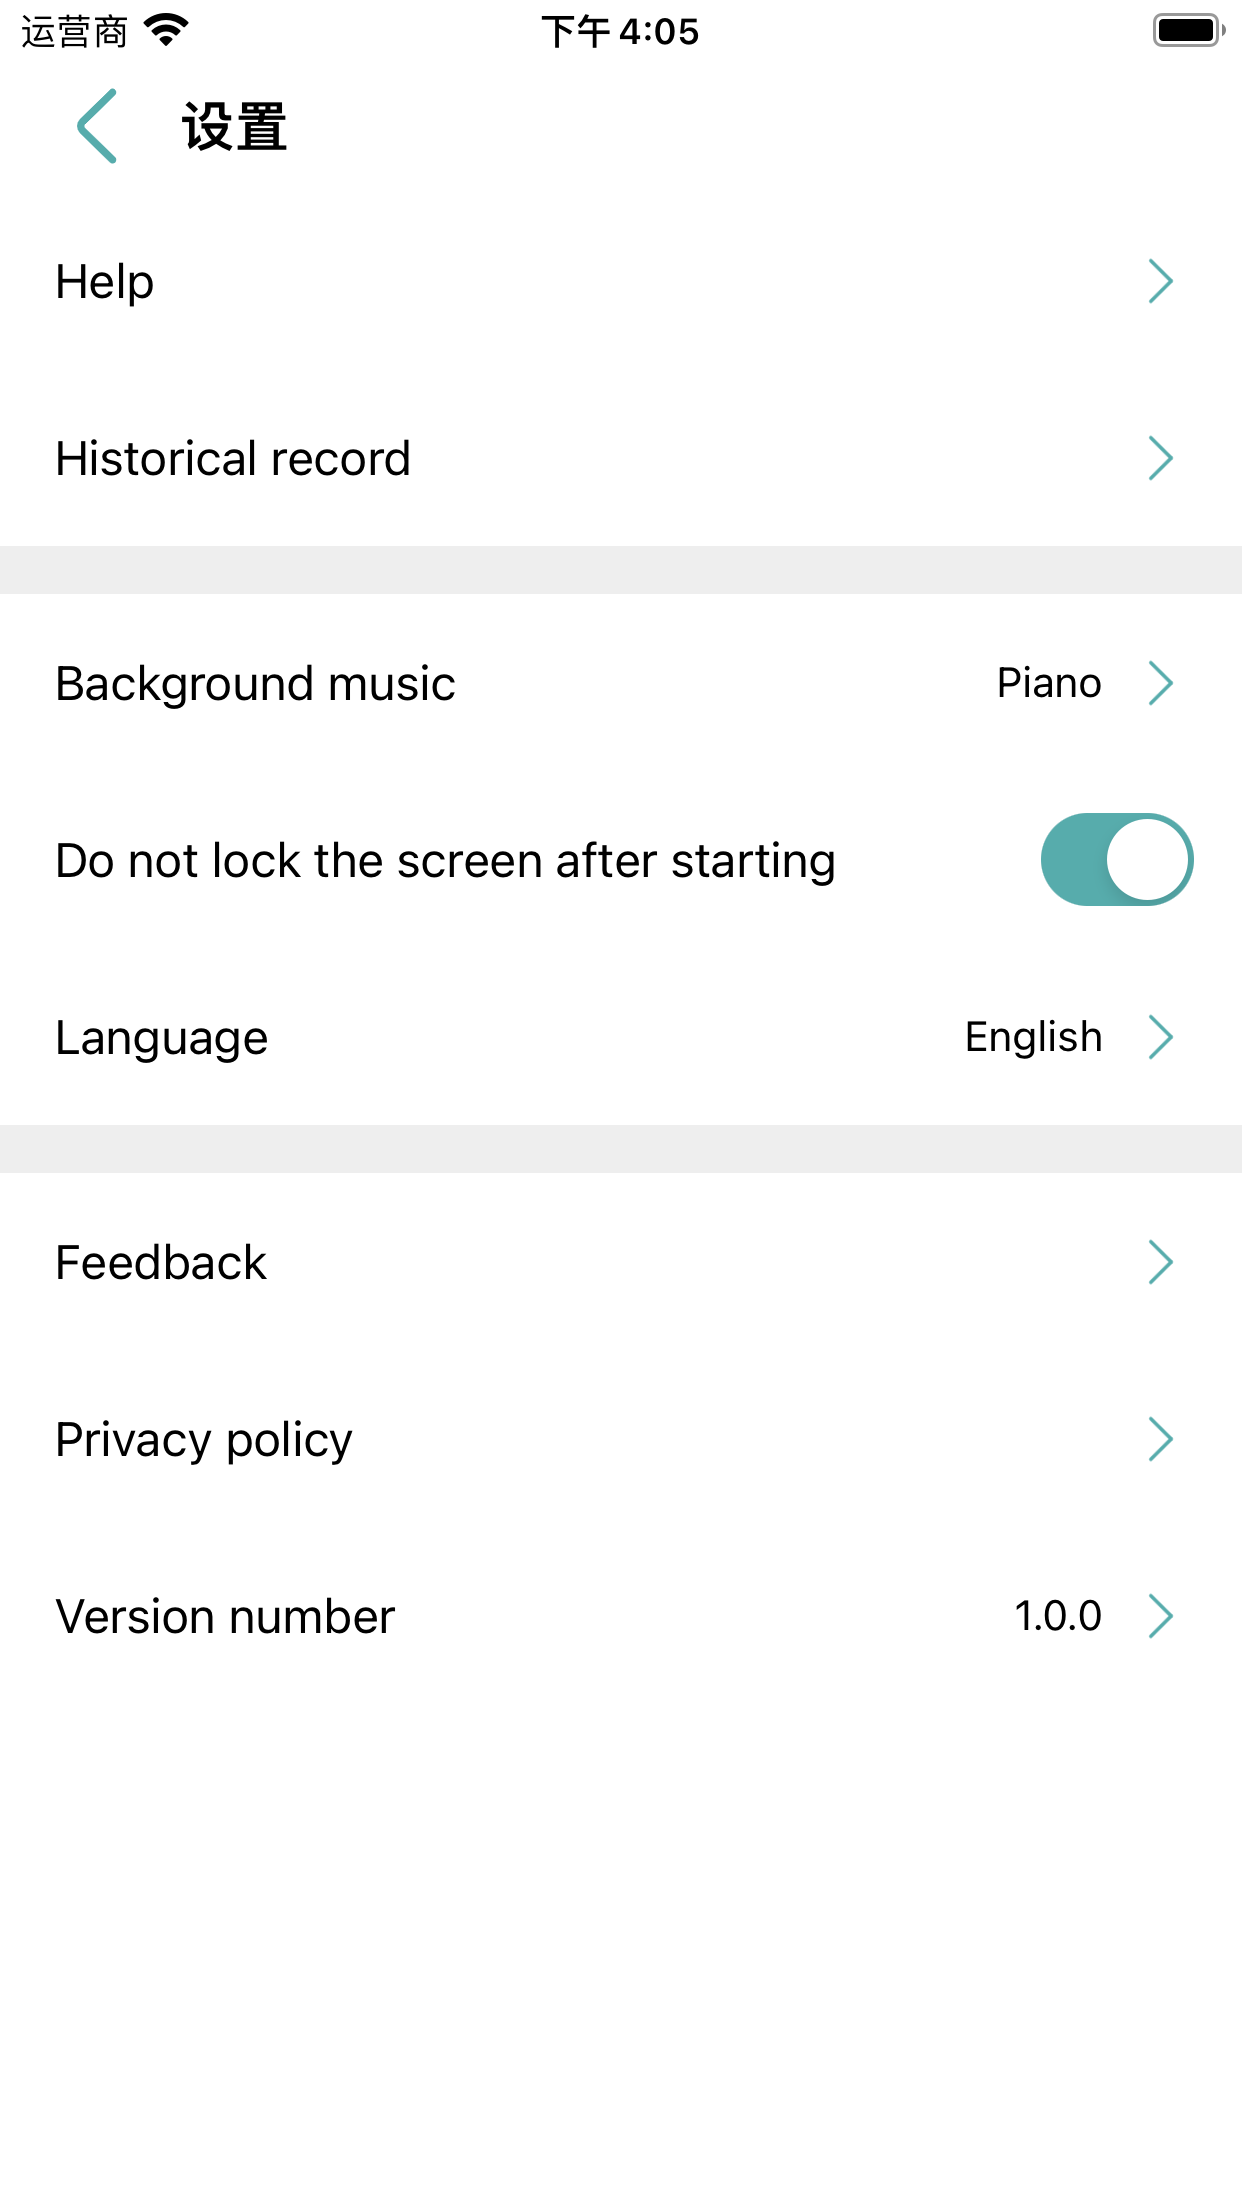 运营商 下午 4:05
设置
Help
Historical record
Background music Piano
Do not lock the screen after starting
Language English
Feedback
Privacy policy
Version number 1.0.0